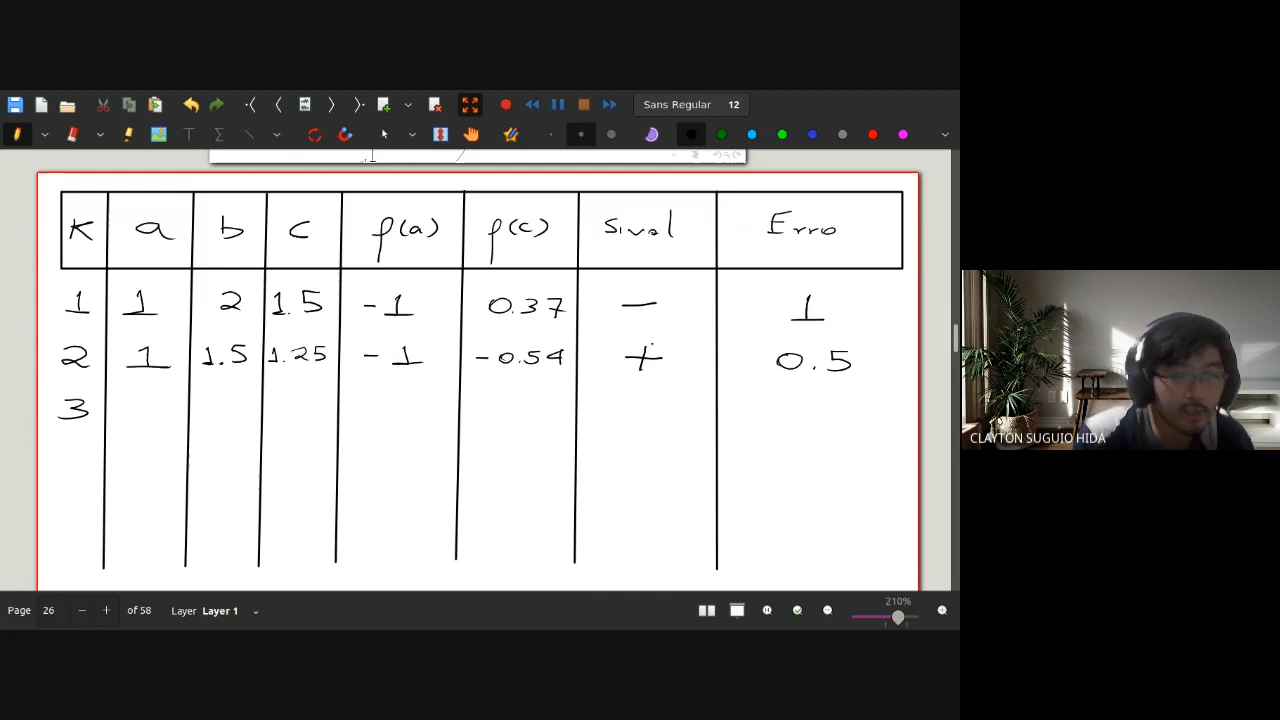 Sans Regular 12
K a b c f(a) f(c) Sinal Erro
1 1 2 1.5 -1 0.37 - 1
2 1 1.5 1.25 -1 -0.54 + 0.5
3
CLAYTON SUGUIO HIDA
Page 26 - + of 58 Layer Layer 1 210%